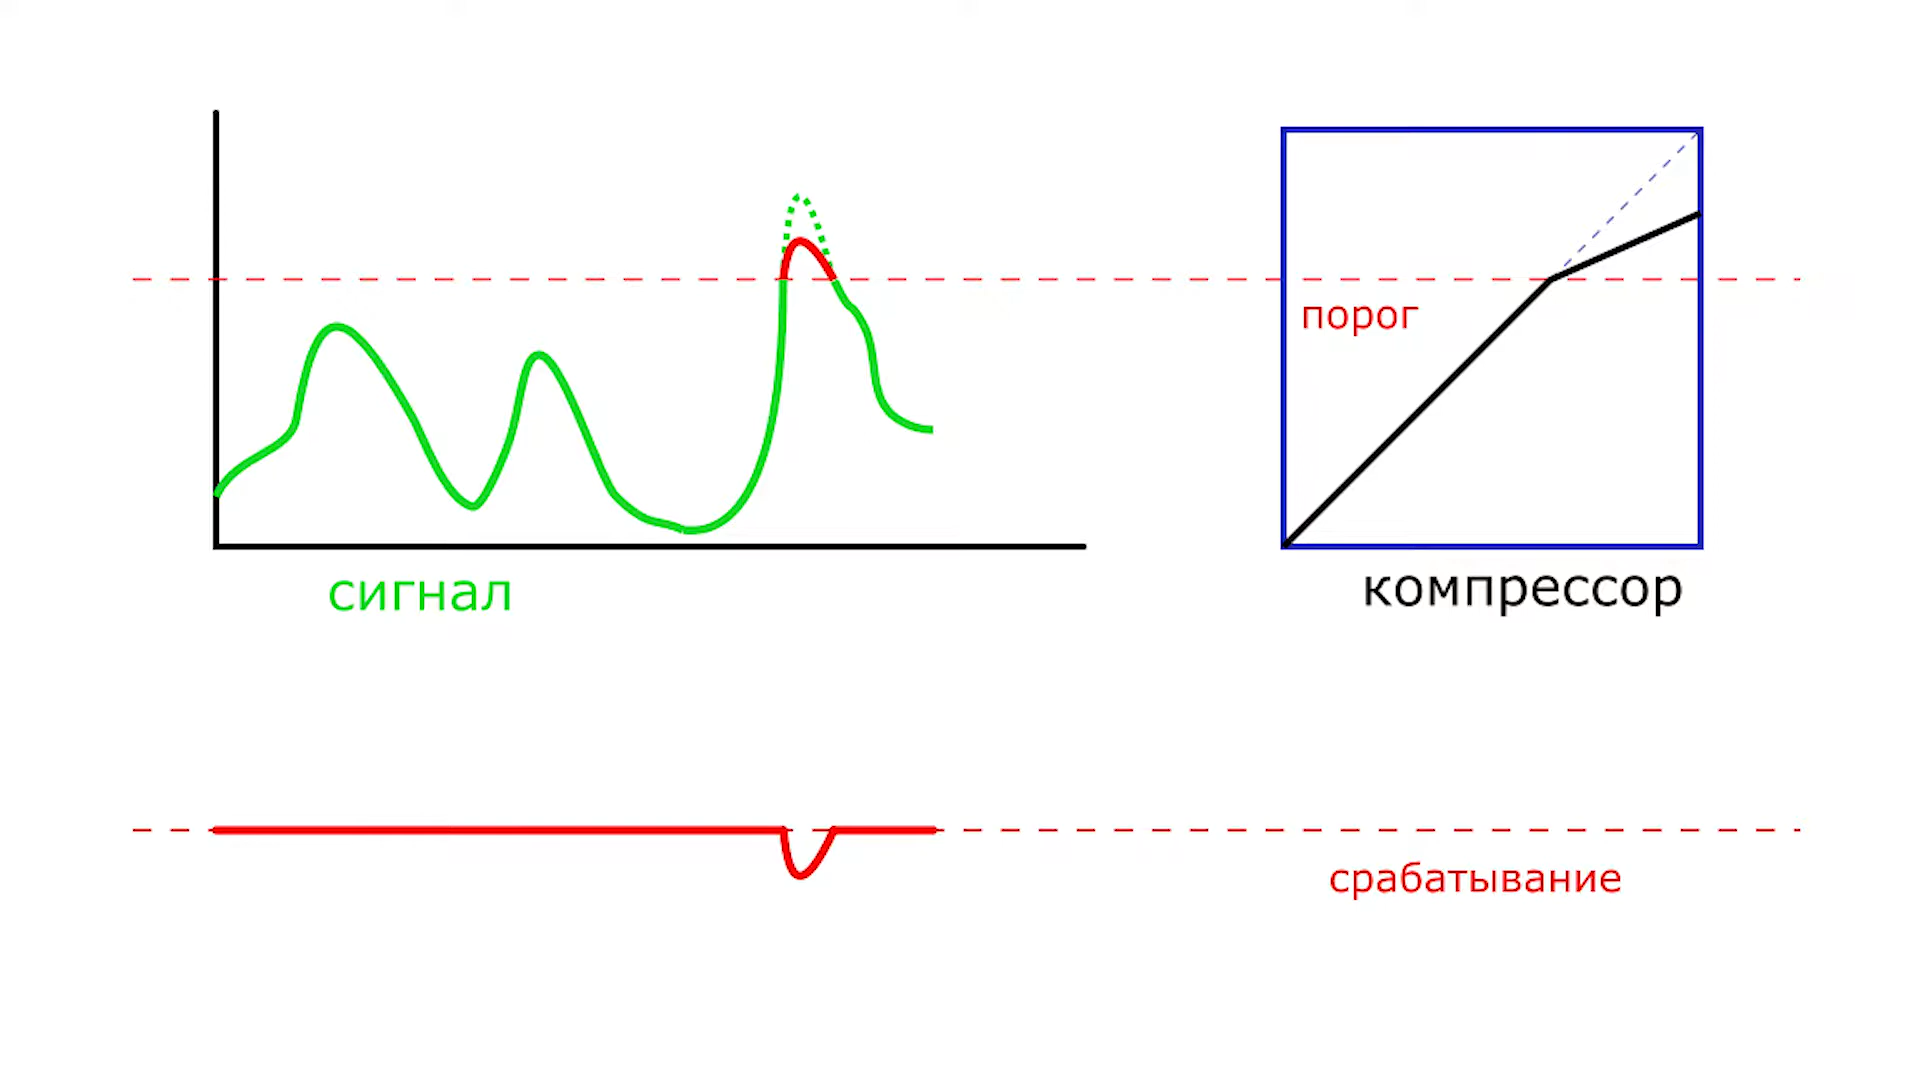 порог
сигнал
компрессор
срабатывание